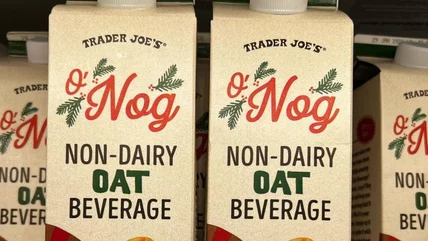 TRADER JOE'S®
O'
Nog
NON-DAIRY
OAT
BEVERAGE
TRADER JOE'S®
O'
Nog
NON-DAIRY
OAT
BEVERAGE